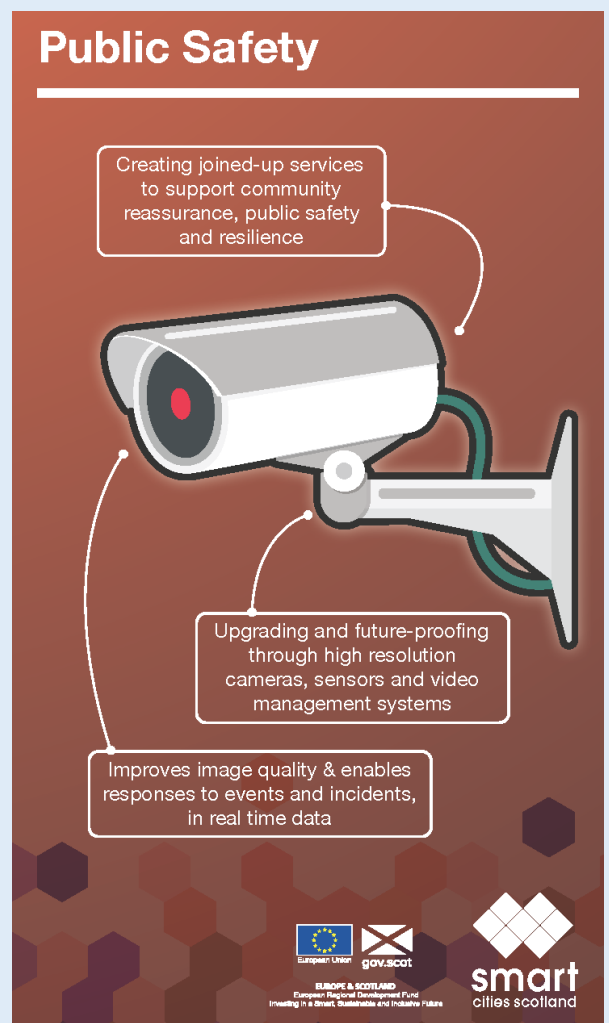 Public Safety
Creating joined-up services
to support community
reassurance, public safety
and resilience
Upgrading and future-proofing
through high resolution
cameras, sensors and video
management systems
Improves image quality & enables
responses to events and incidents,
in real time data
European Union
gov.scot
EUROPE & SCOTLAND
European Regional Development Fund
Investing in a Smart, Sustainable and Inclusive Future
smart
cities scotland